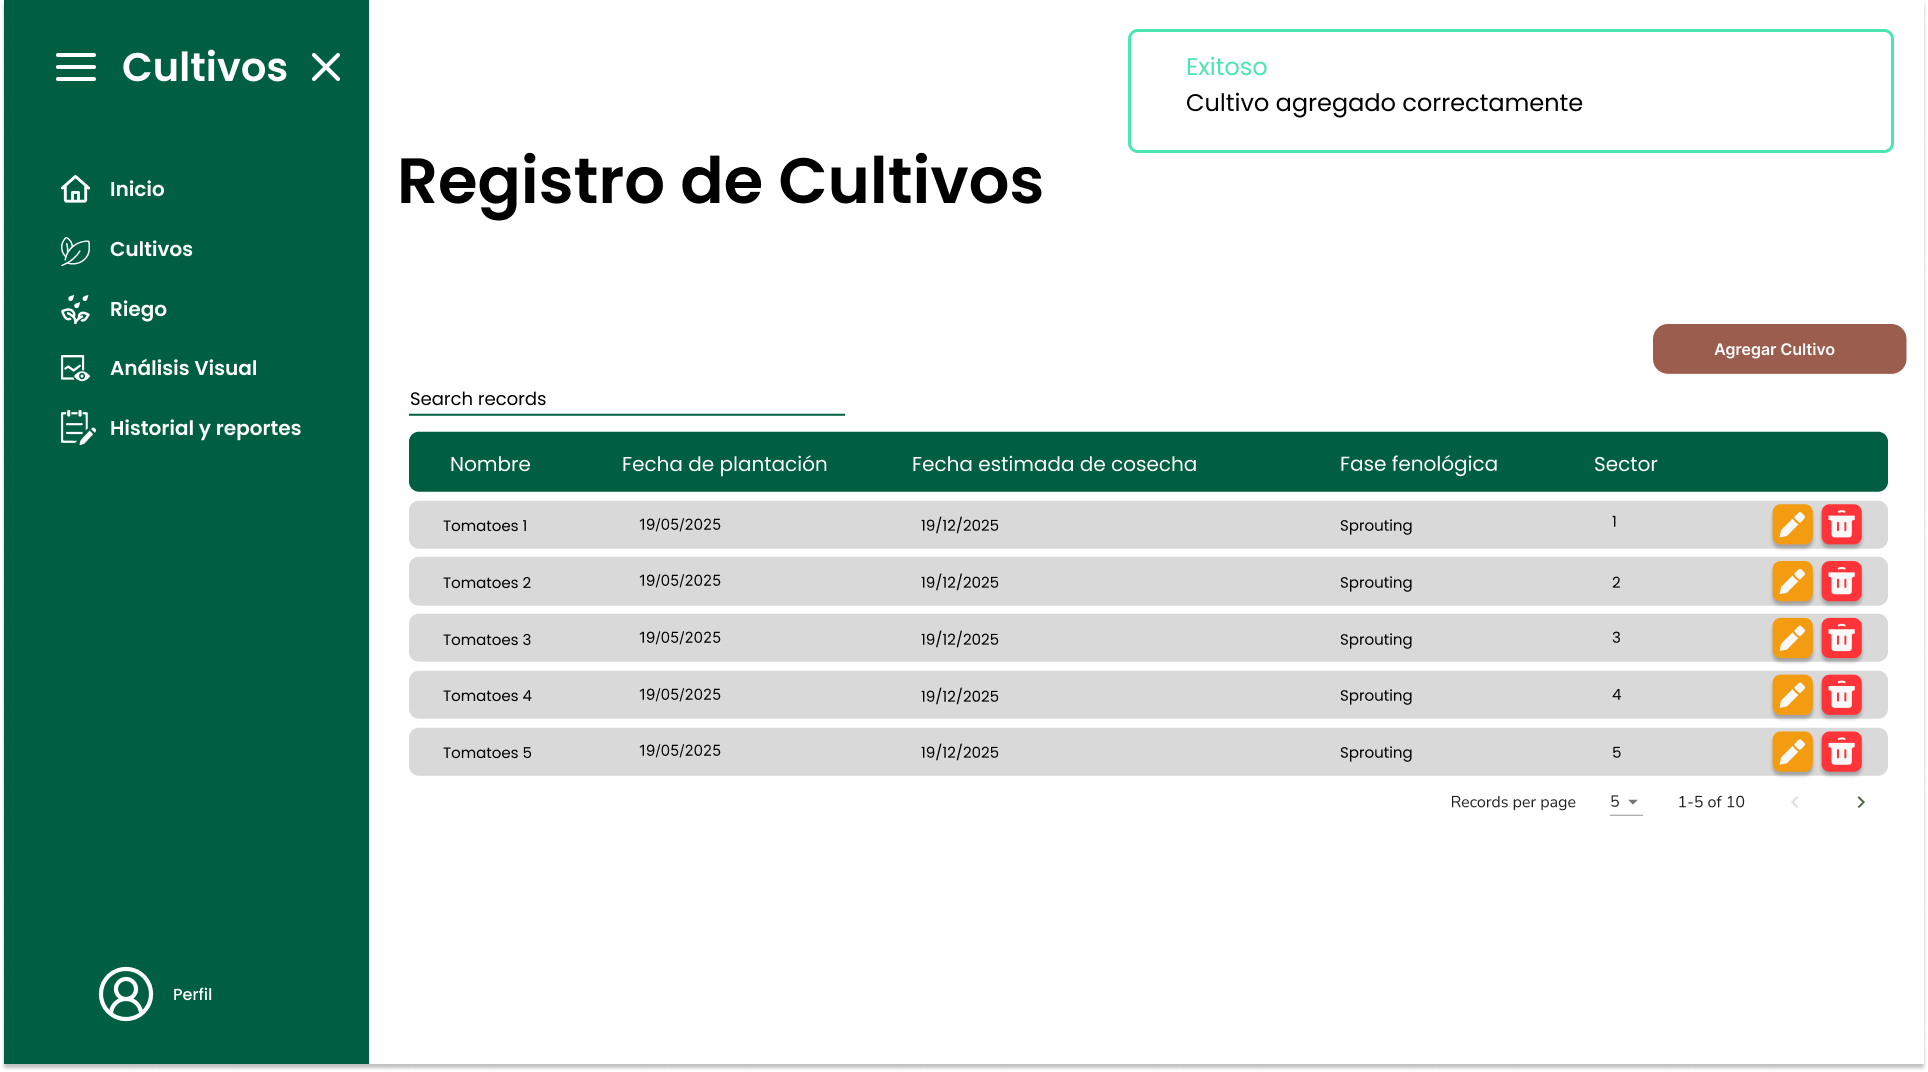 Cultivos
Inicio
Cultivos
Riego
Análisis Visual
Historial y reportes
Perfil
Exitoso
Cultivo agregado correctamente
Registro de Cultivos
Agregar Cultivo
Search records
Nombre Fecha de plantación Fecha estimada de cosecha Fase fenológica Sector
Tomatoes 1 19/05/2025 19/12/2025 Sprouting 1
Tomatoes 2 19/05/2025 19/12/2025 Sprouting 2
Tomatoes 3 19/05/2025 19/12/2025 Sprouting 3
Tomatoes 4 19/05/2025 19/12/2025 Sprouting 4
Tomatoes 5 19/05/2025 19/12/2025 Sprouting 5
Records per page 5 1-5 of 10